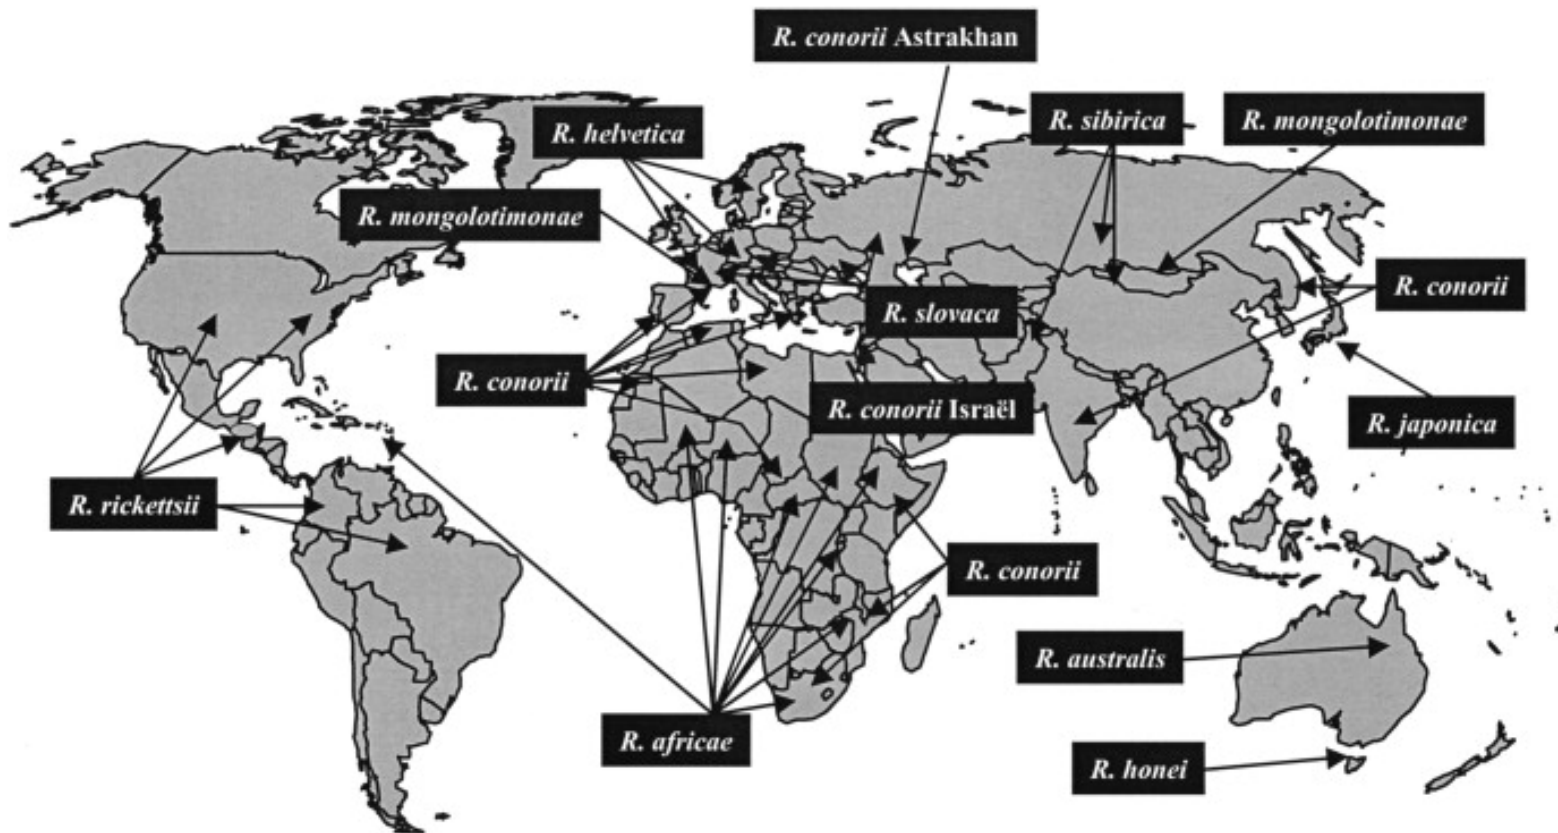 R. conorii Astrakhan
R. helvetica
R. sibirica
R. mongolotimonae
R. mongolotimonae
R. conorii
R. slovaca
R. conorii
R. conorii Israël
R. japonica
R. rickettsii
R. conorii
R. australis
R. africae
R. honei